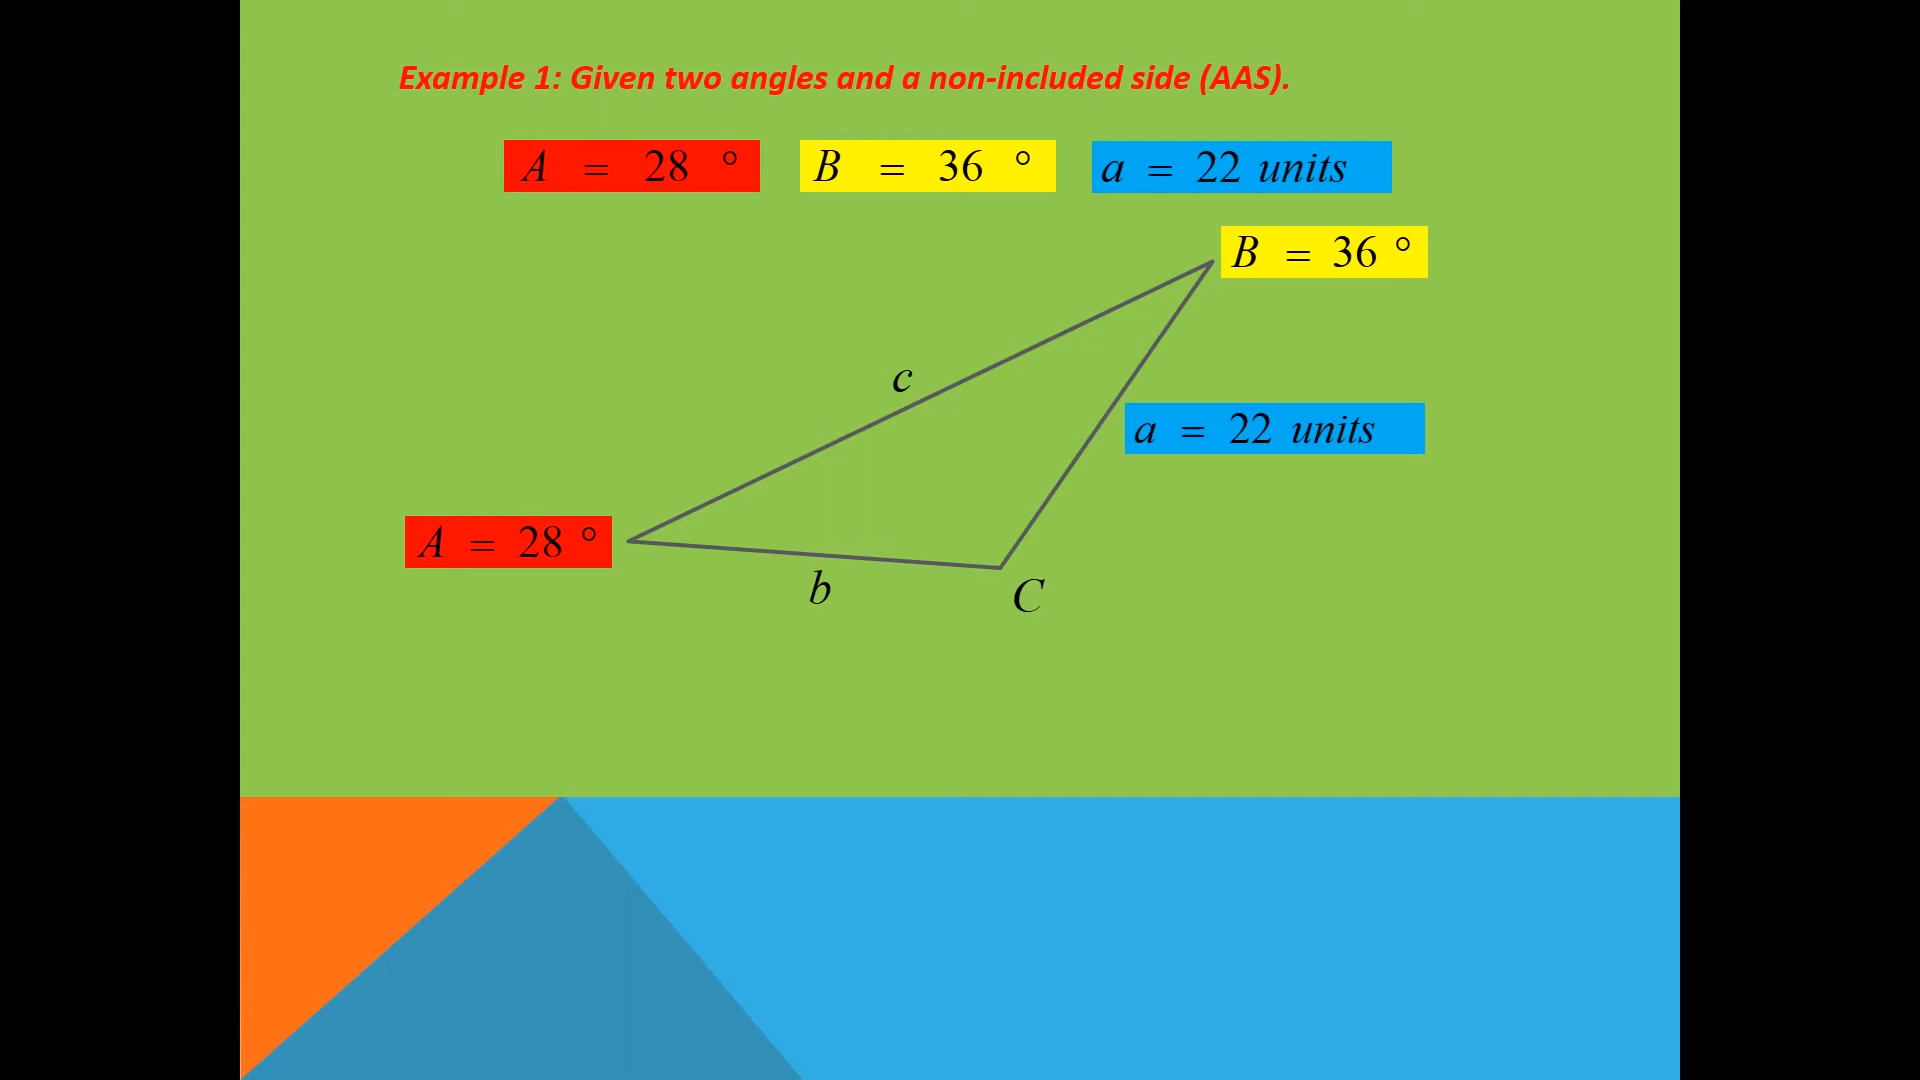 Example 1: Given two angles and a non-included side (AAS).
A = 28 ° B = 36 ° a = 22 units
B = 36 °
c
a = 22 units
A = 28 °
b
C